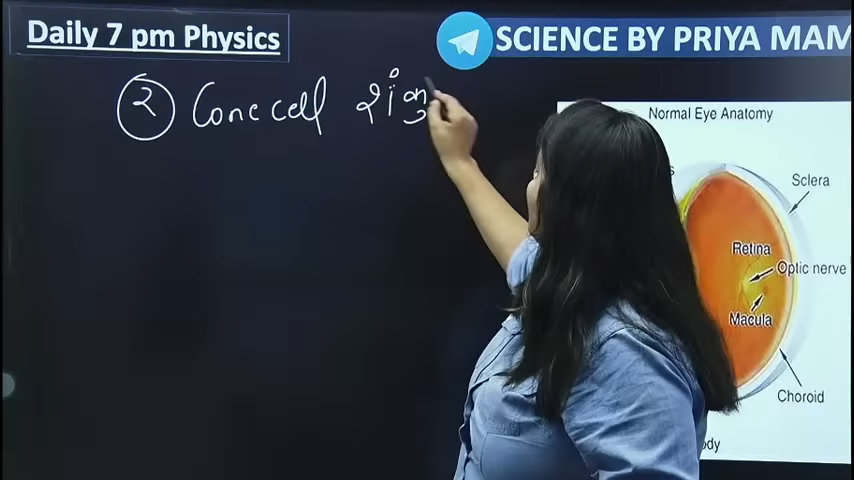 Daily 7 pm Physics
SCIENCE BY PRIYA MAM
② Cone cell
Normal Eye Anatomy
Sclera
Retina
Optic nerve
Macula
Choroid